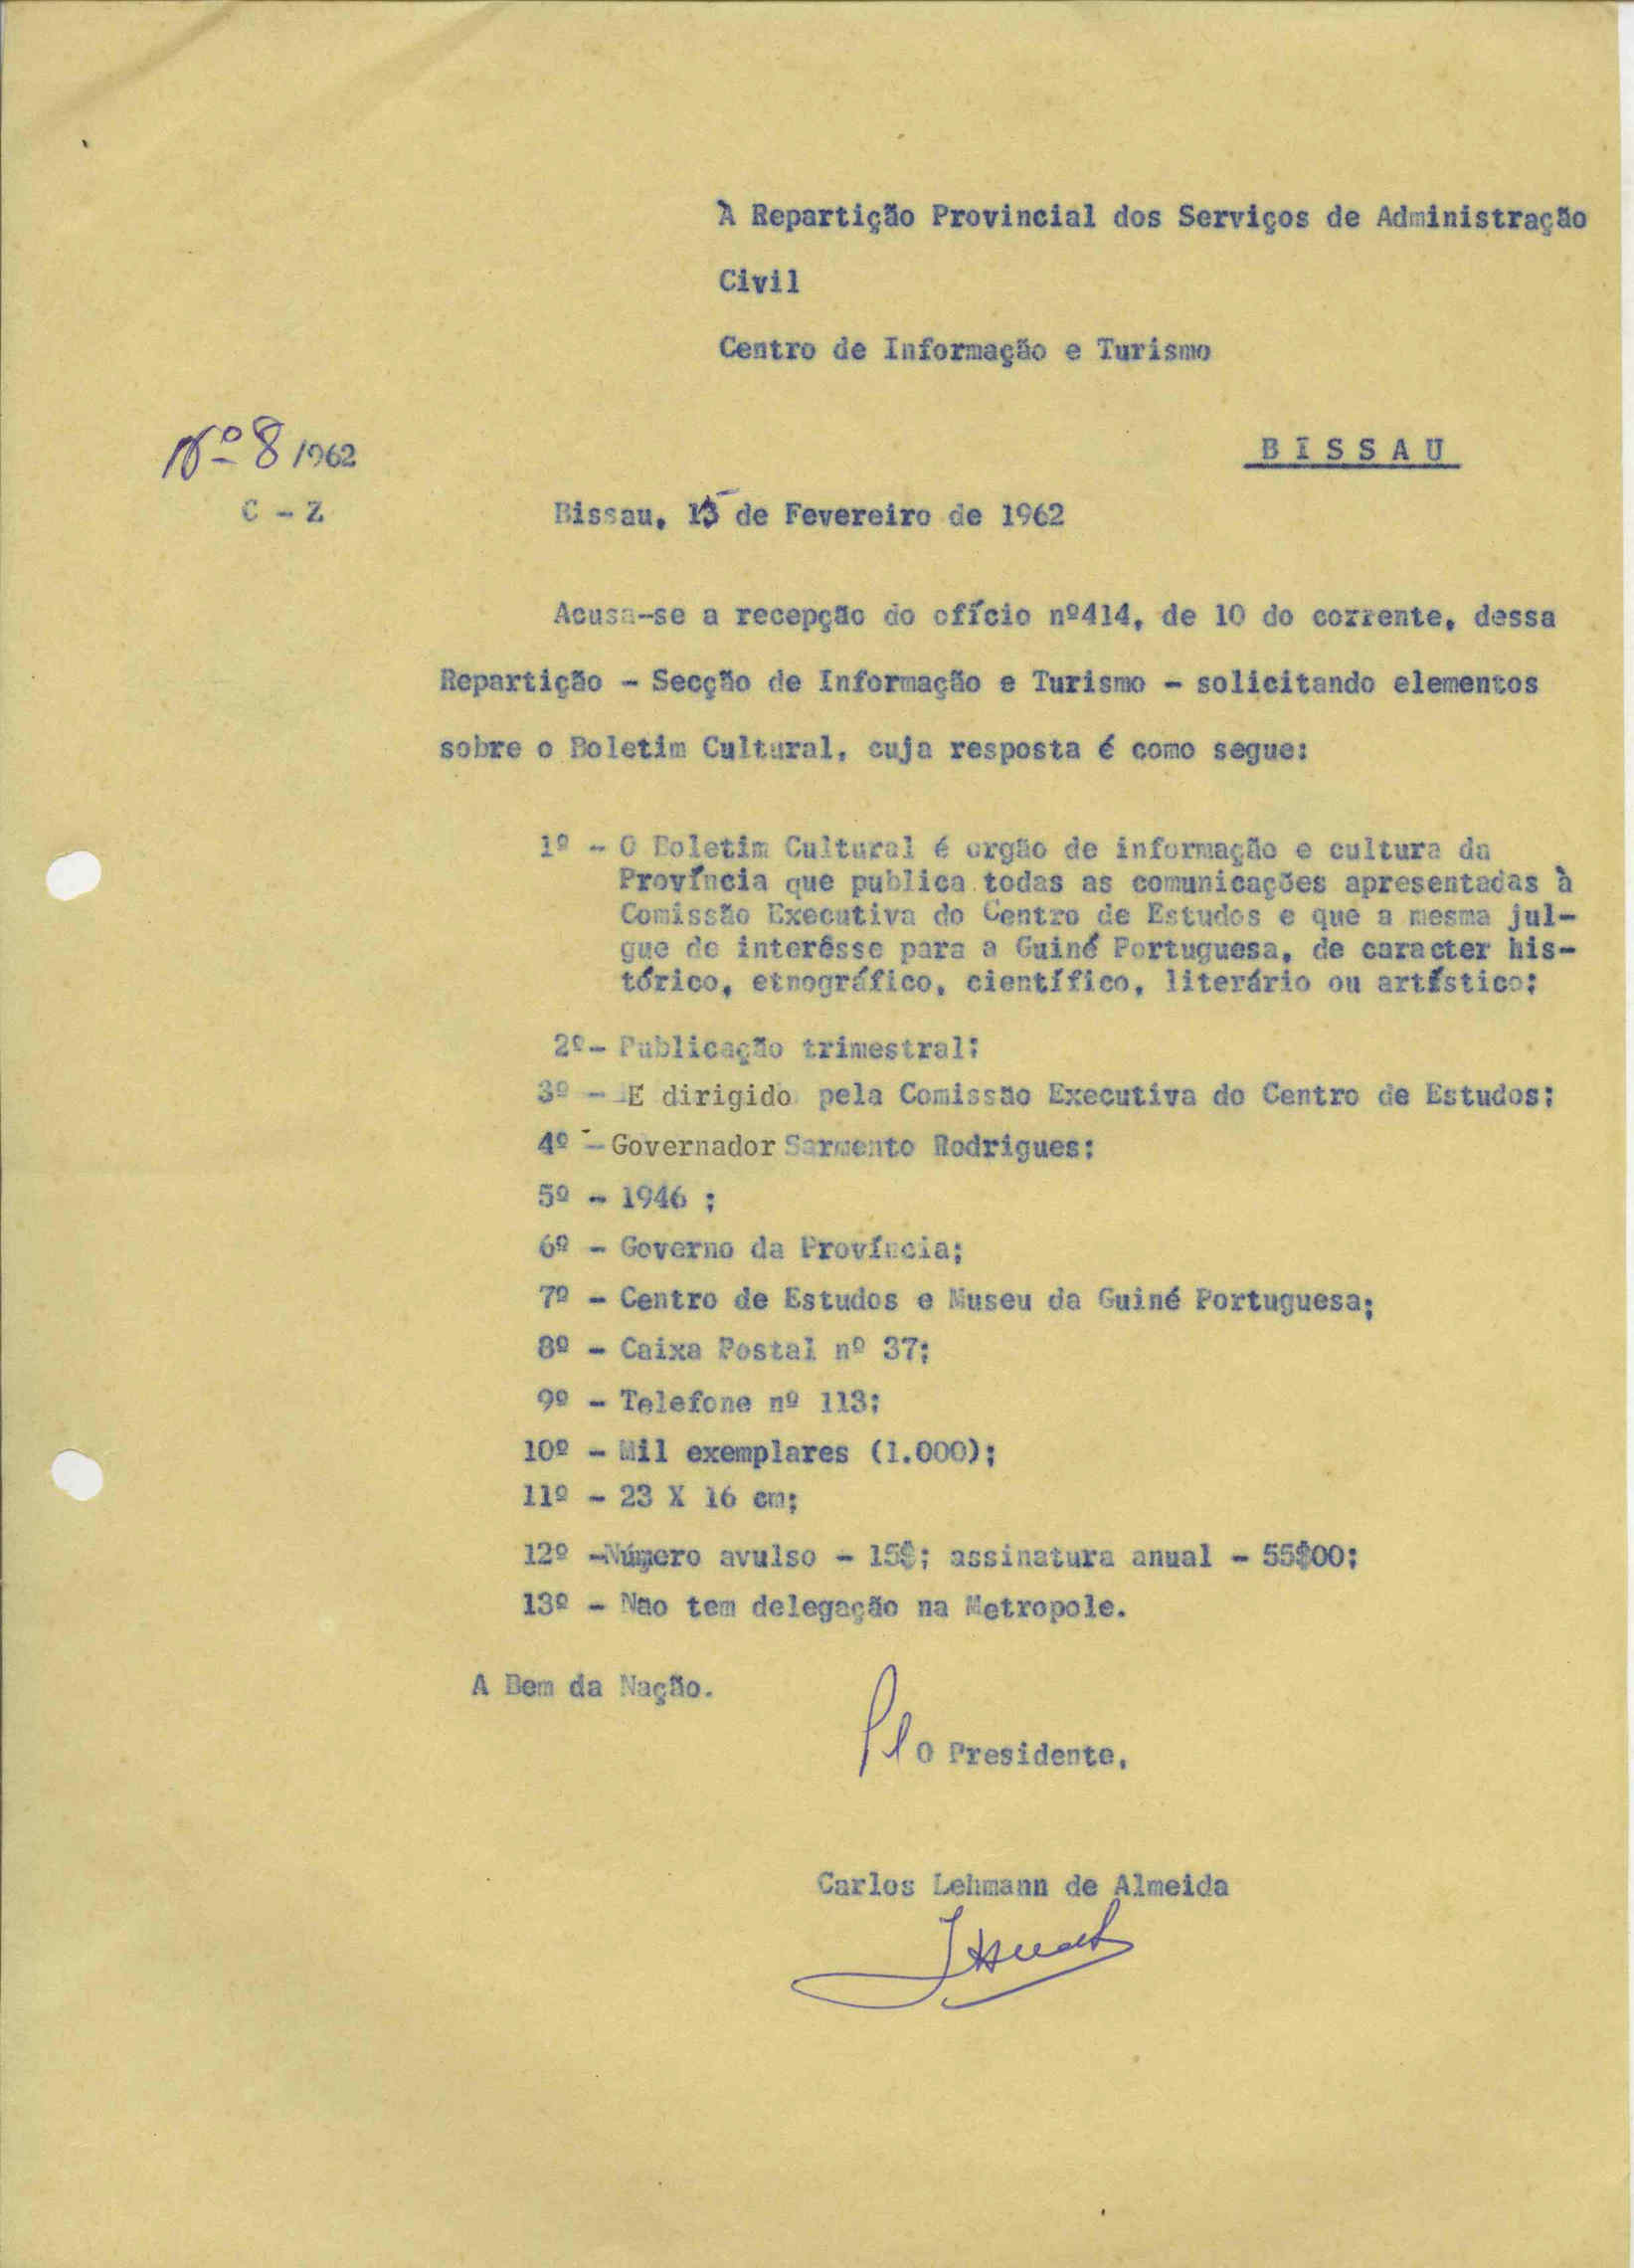 À Repartição Provincial dos Serviços de Administração
Civil
Centro de Informação e Turismo
Nº 8 /1962
B I S S A U
C - Z
Bissau, 15 de Fevereiro de 1962
Acusa-se a recepção do ofício nº414, de 10 do corrente, dessa
Repartição - Secção de Informação e Turismo - solicitando elementos
sobre o Boletim Cultural, cuja resposta é como segue:
1º - O Boletim Cultural é orgão de informação e cultura da
Província que publica todas as comunicações apresentadas à
Comissão Executiva do Centro de Estudos e que a mesma jul-
gue de interêsse para a Guiné Portuguesa, de caracter his-
tórico, etnográfico, científico, literário ou artístico;
2º- Publicação trimestral;
3º - E dirigido pela Comissão Executiva do Centro de Estudos;
4º - Governador Sarmento Rodrigues;
5º - 1946 ;
6º - Governo da Província;
7º - Centro de Estudos e Museu da Guiné Portuguesa;
8º - Caixa Postal nº 37;
9º - Telefone nº 113;
10º - Mil exemplares (1.000);
11º - 23 X 16 cm;
12º -Número avulso - 15$; assinatura anual - 55$00;
13º - Nao tem delegação na Metropole.
A Bem da Nação.
Pl O Presidente,
Carlos Lehmann de Almeida